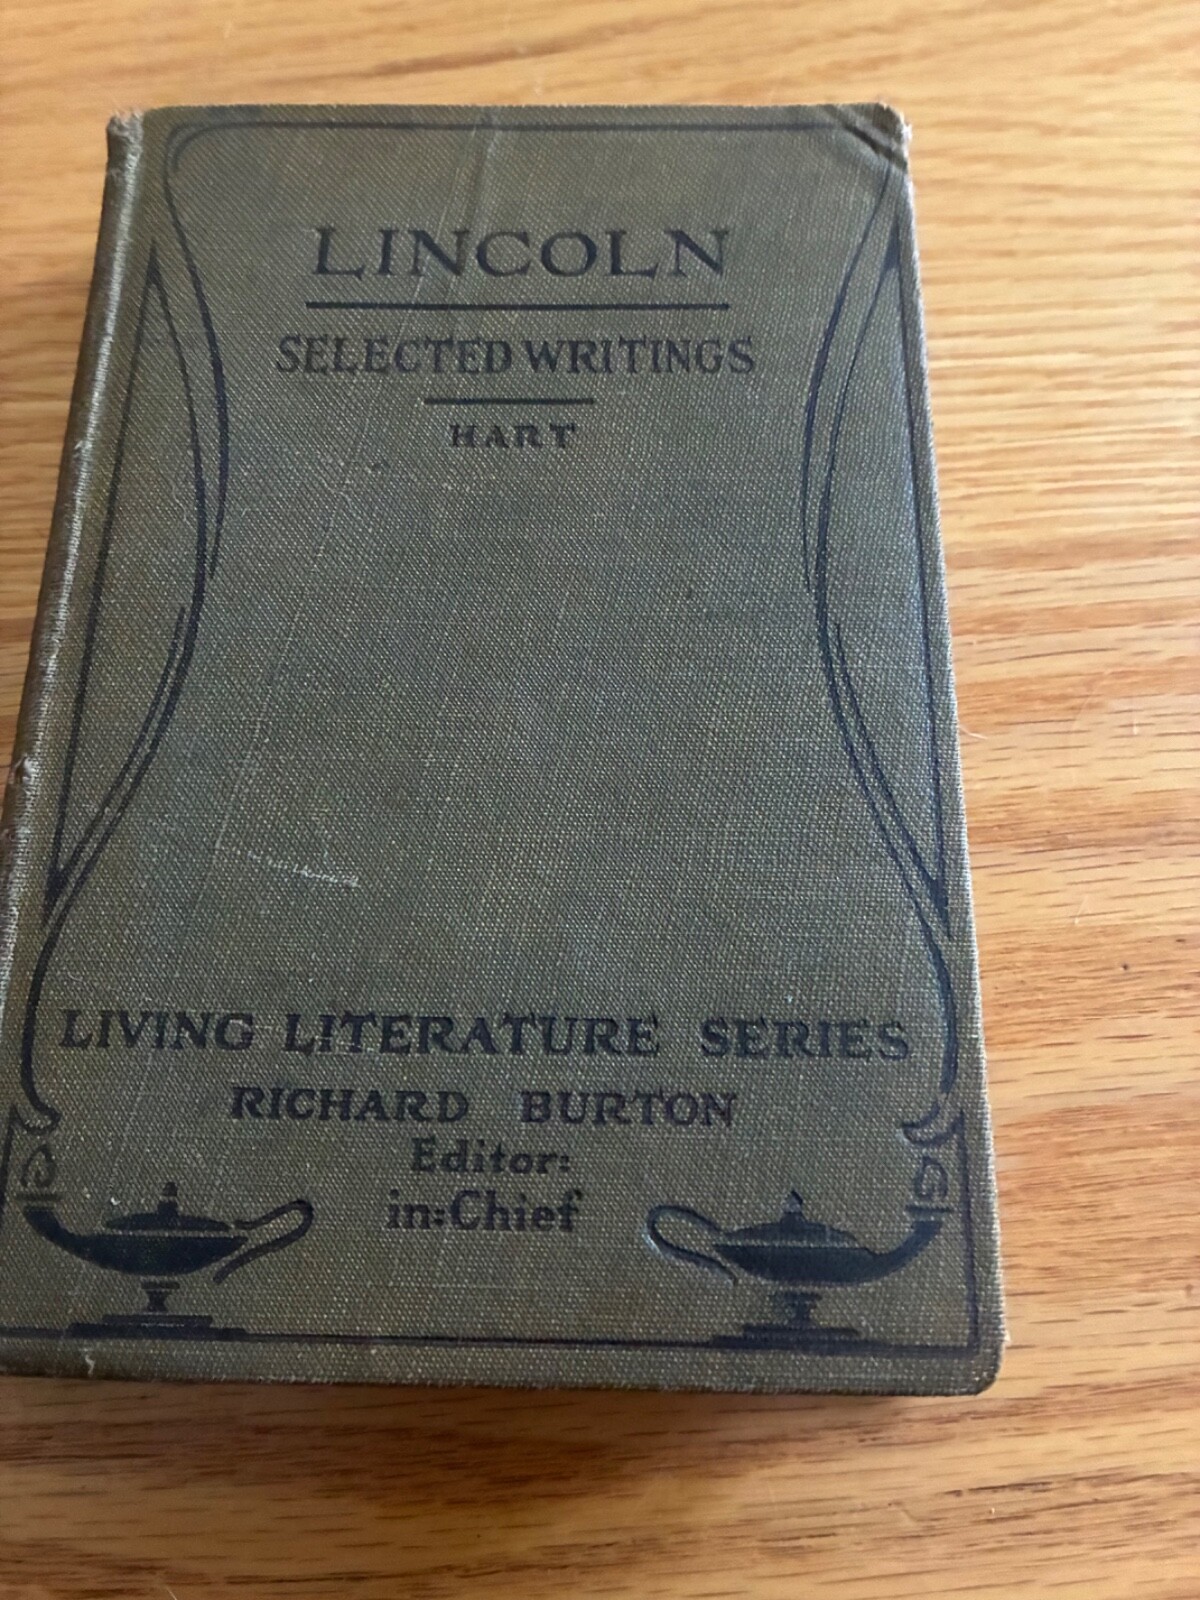 LINCOLN
SELECTED WRITINGS
HART
LIVING LITERATURE SERIES
RICHARD BURTON
Editor:
in:Chief